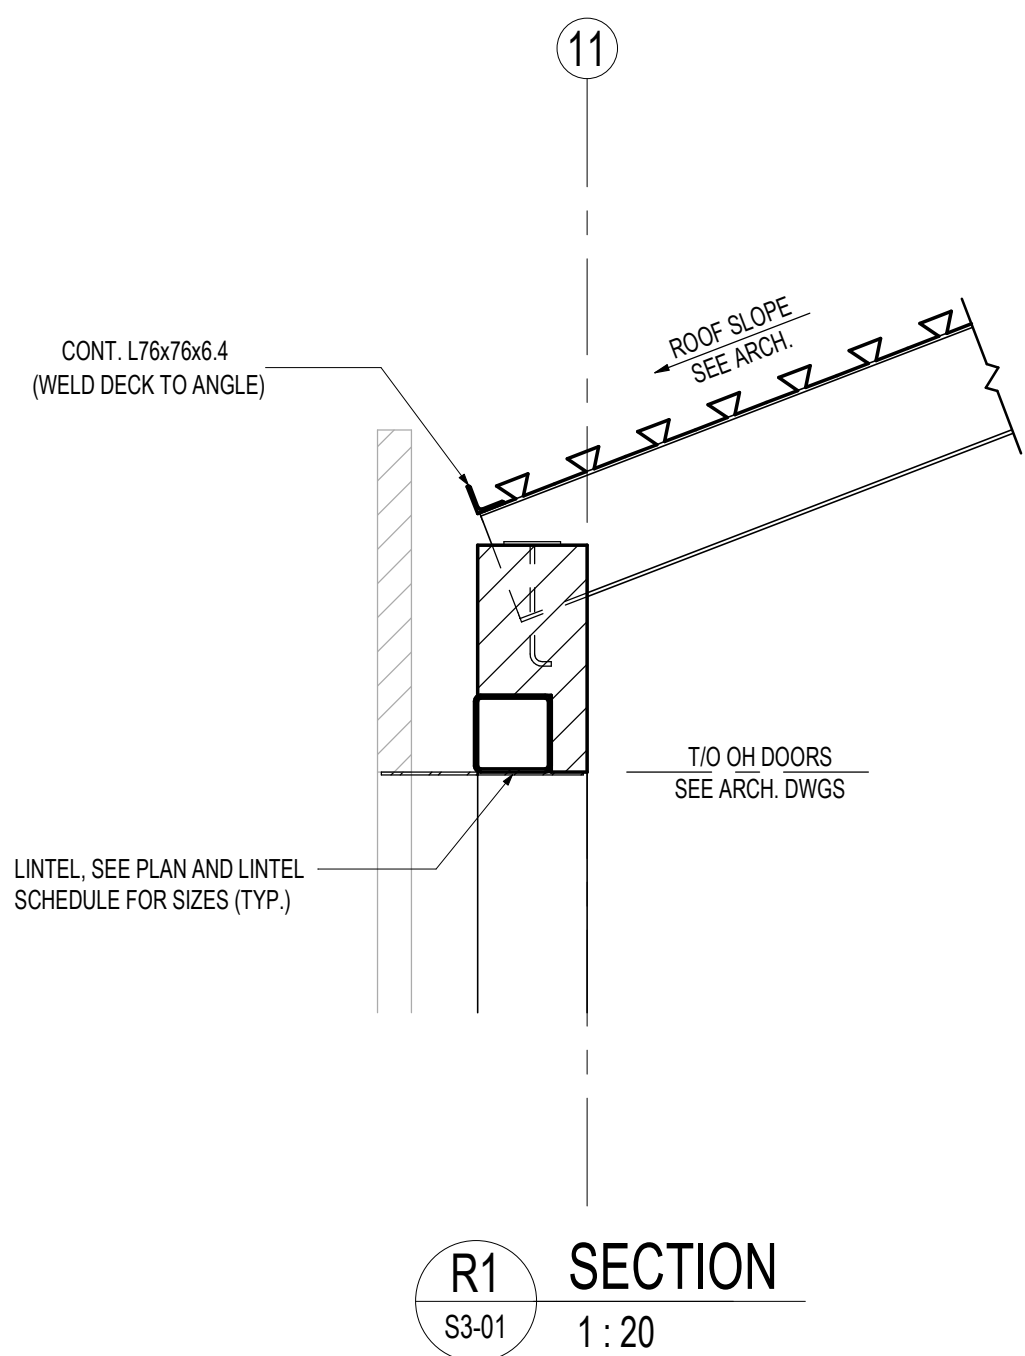 11
ROOF SLOPE
SEE ARCH.
CONT. L76x76x6.4
(WELD DECK TO ANGLE)
T/O OH DOORS
SEE ARCH. DWGS
LINTEL, SEE PLAN AND LINTEL
SCHEDULE FOR SIZES (TYP.)
R1
SECTION
S3-01
1 : 20